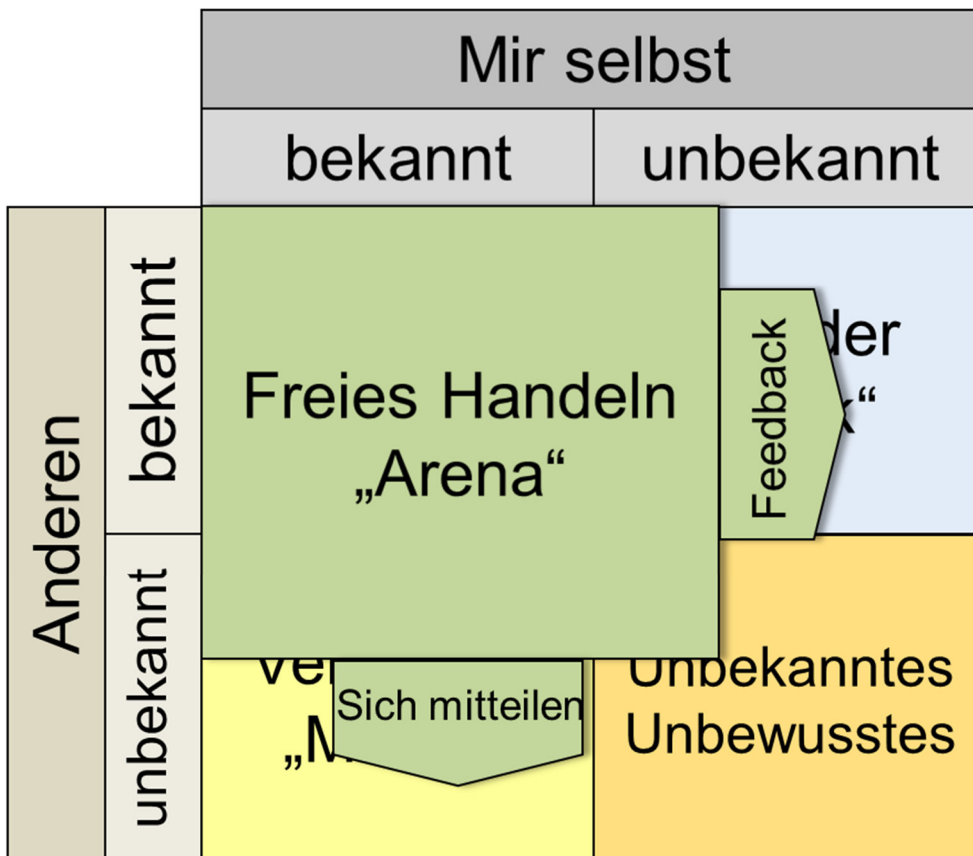 Mir selbst
bekannt
unbekannt
Anderen
bekannt
unbekannt
Freies Handeln
„Arena“
Feedback
der
“
Sich mitteilen
Unbekanntes
Unbewusstes